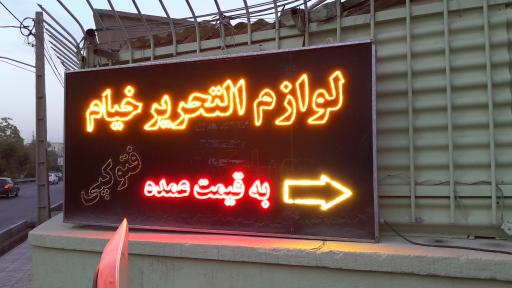 لوازم التحریر خیام
فتوکپی
به قیمت عمده